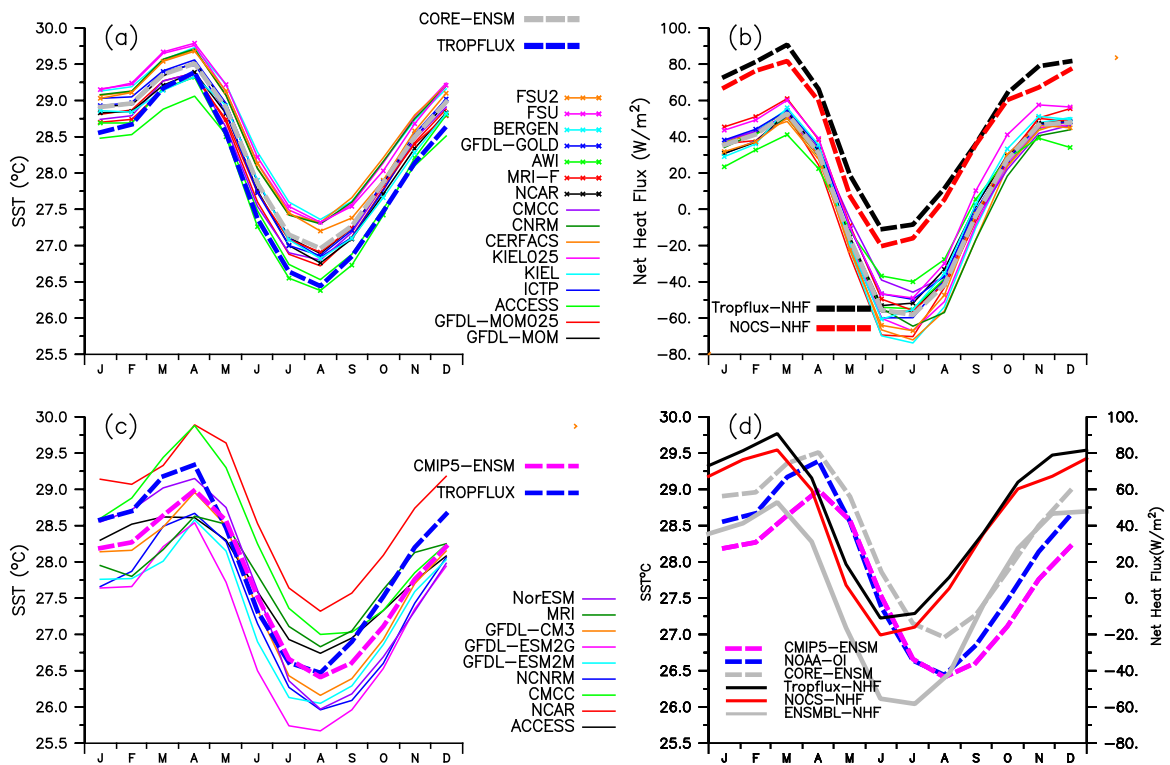 (a)
CORE−ENSM
TROPFLUX
30.0
29.5
29.0
28.5
28.0
27.5
27.0
26.5
26.0
25.5
SST (ºC)
J F M A M J J A S O N D
FSU2
FSU
BERGEN
GFDL−GOLD
AWI
MRI−F
NCAR
CMCC
CNRM
CERFACS
KIEL025
KIEL
ICTP
ACCESS
GFDL−MOM025
GFDL−MOM
(b)
100.
80.
60.
40.
20.
0.
−20.
−40.
−60.
−80.
Net Heat Flux (W/m²)
Tropflux−NHF
NOCS−NHF
J F M A M J J A S O N D
(c)
CMIP5−ENSM
TROPFLUX
30.0
29.5
29.0
28.5
28.0
27.5
27.0
26.5
26.0
25.5
SST (ºC)
J F M A M J J A S O N D
NorESM
MRI
GFDL−CM3
GFDL−ESM2G
GFDL−ESM2M
NCNRM
CMCC
NCAR
ACCESS
(d)
30.0
29.5
29.0
28.5
28.0
27.5
27.0
26.5
26.0
25.5
SSTºC
CMIP5−ENSM
NOAA−OI
CORE−ENSM
Tropflux−NHF
NOCS−NHF
ENSMBL−NHF
J F M A M J J A S O N D
100.
80.
60.
40.
20.
0.
−20.
−40.
−60.
−80.
Net Heat Flux(W/m²)